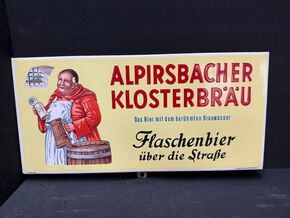 ALPIRSBACHER
KLOSTERBRÄU
Das Bier mit dem berühmten Brauwasser
Flaschenbier
über die Straße